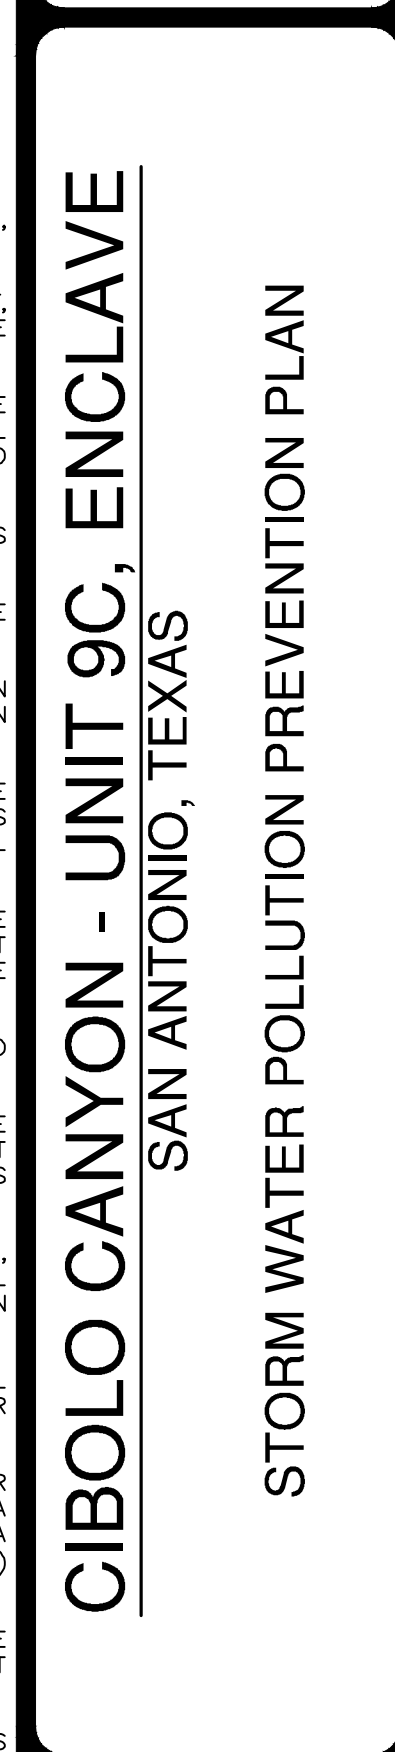 CIBOLO CANYON - UNIT 9C, ENCLAVE
SAN ANTONIO, TEXAS
STORM WATER POLLUTION PREVENTION PLAN